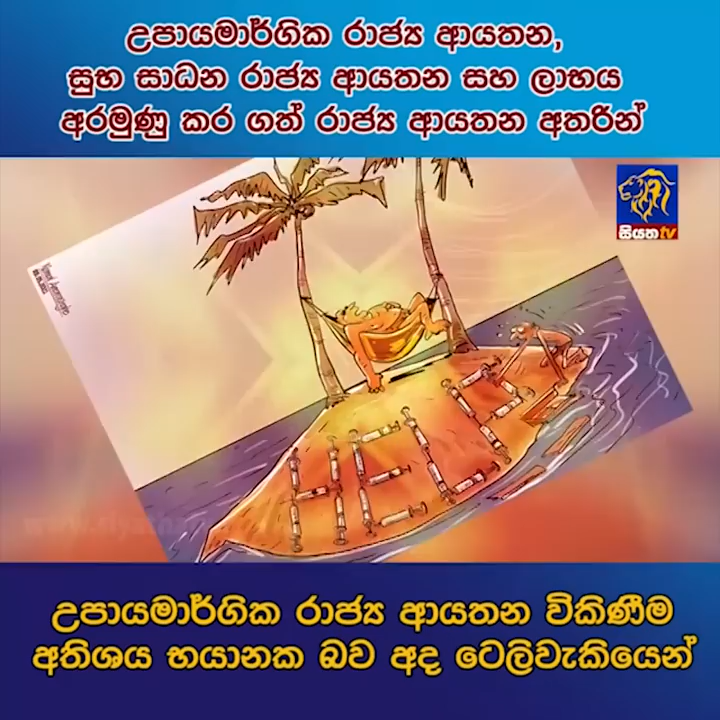 උපායමාර්ගික රාජ්‍ය ආයතන,
සුභ සාධන රාජ්‍ය ආයතන සහ ලාභය
අරමුණු කර ගත් රාජ්‍ය ආයතන අතරින්
සියත tv
HELP
උපායමාර්ගික රාජ්‍ය ආයතන විකිණීම
අතිශය භයානක බව අද ටෙලිවැකියෙන්